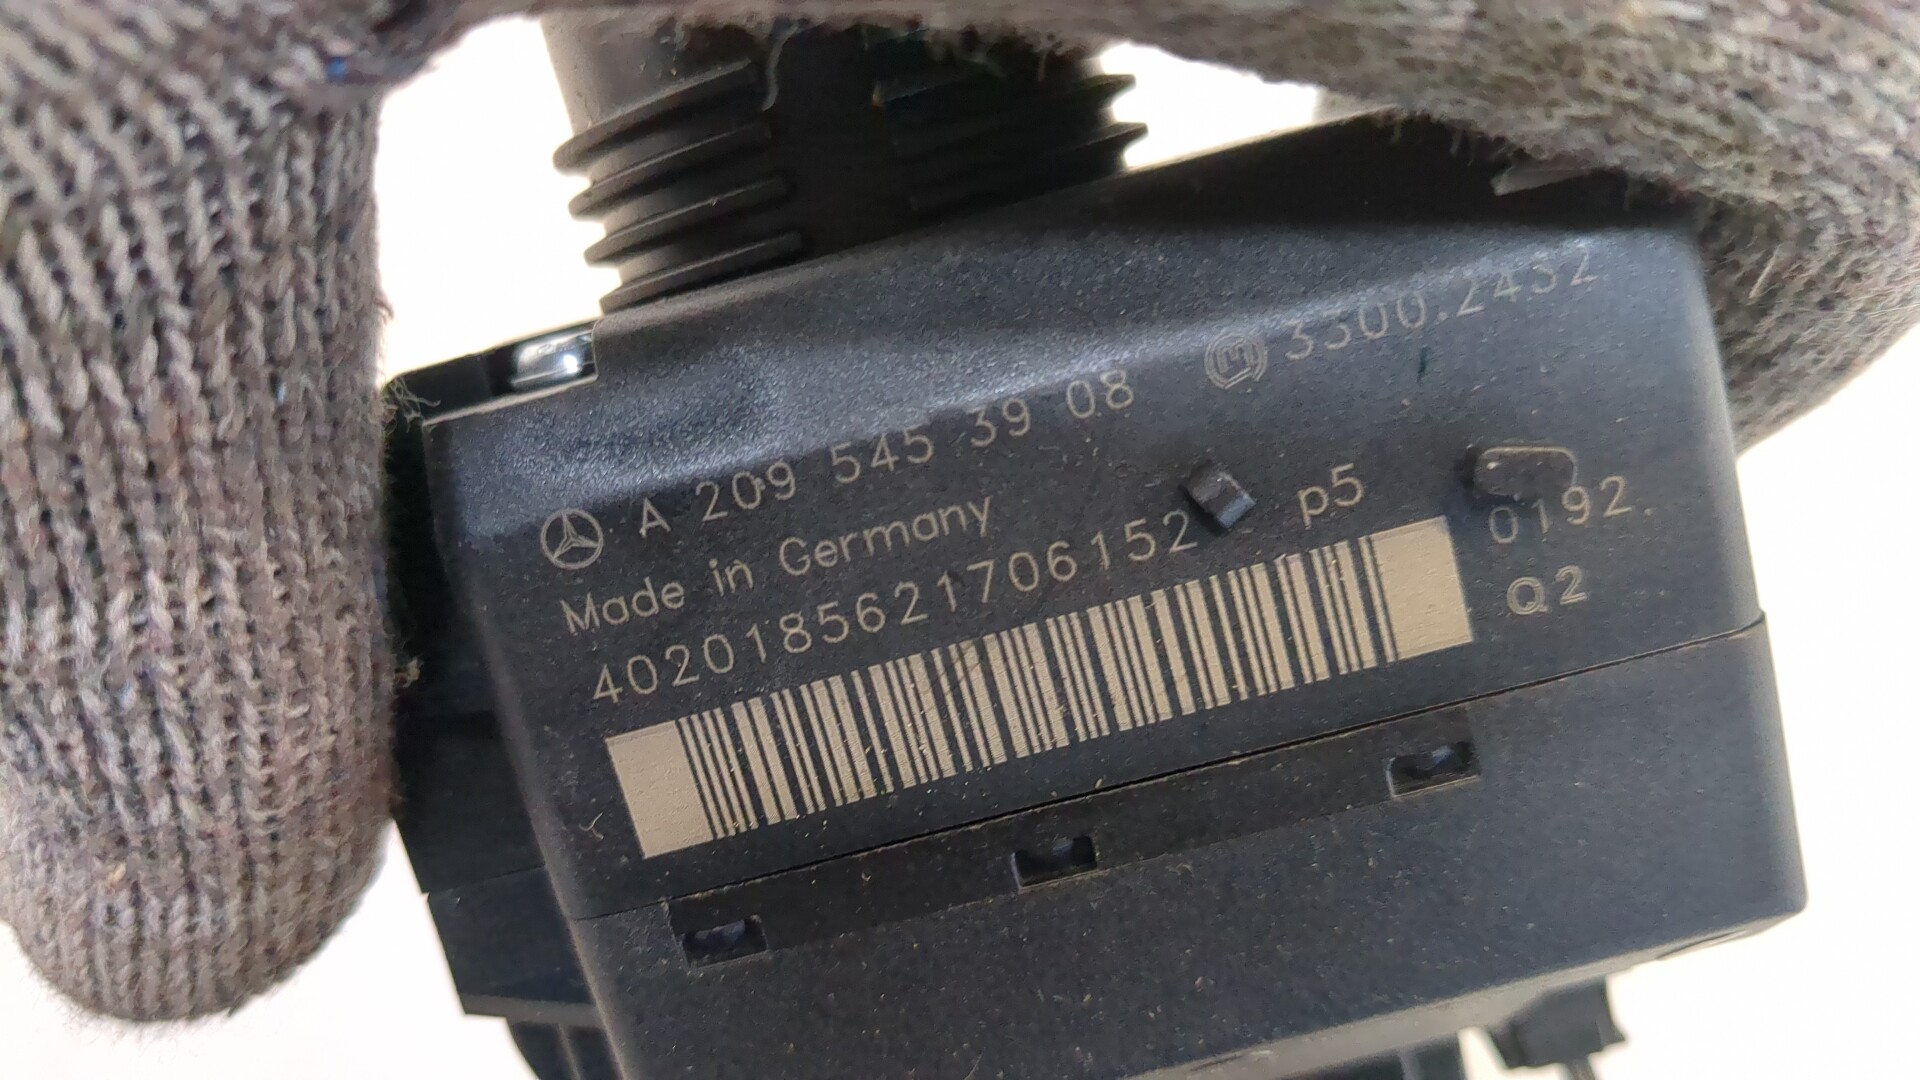 A 209 545 39 08 3300.2432
Made in Germany
4020185621706152 p5
0192.
Q2